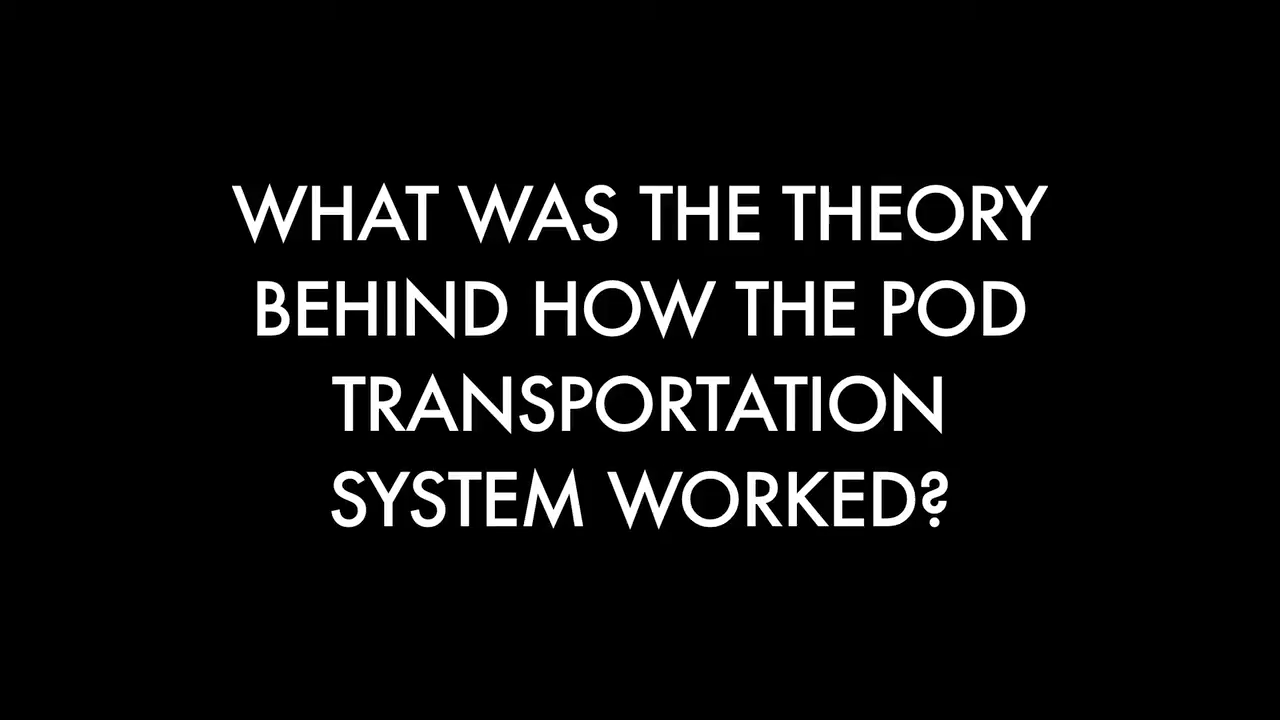 WHAT WAS THE THEORY
BEHIND HOW THE POD
TRANSPORTATION
SYSTEM WORKED?